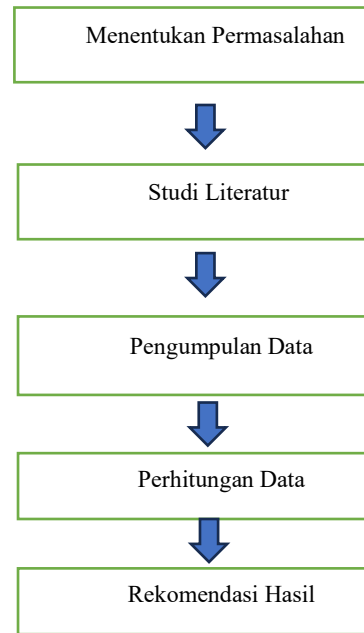 Menentukan Permasalahan
Studi Literatur
Pengumpulan Data
Perhitungan Data
Rekomendasi Hasil